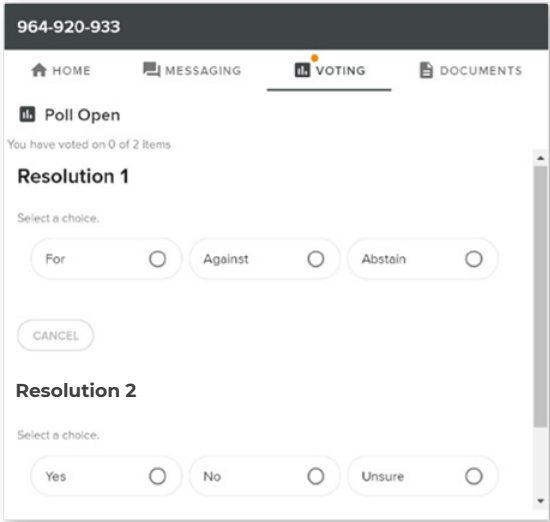 964-920-933
HOME MESSAGING VOTING DOCUMENTS
Poll Open
You have voted on 0 of 2 Items
Resolution 1
Select a choice.
For Against Abstain
CANCEL
Resolution 2
Select a choice.
Yes No Unsure